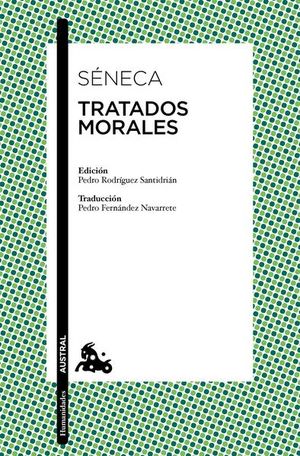 SÉNECA
TRATADOS
MORALES
Edición
Pedro Rodríguez Santidrián
Traducción
Pedro Fernández Navarrete
AUSTRAL
Humanidades